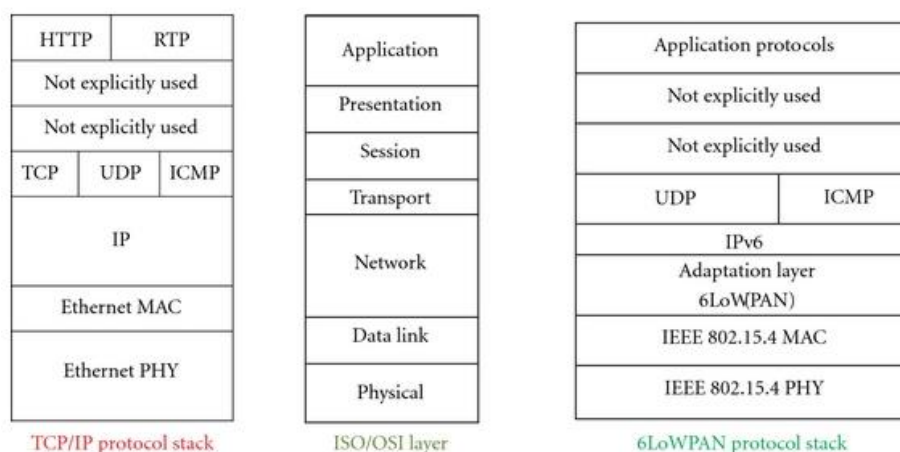 HTTP RTP
Not explicitly used
Not explicitly used
TCP UDP ICMP
IP
Ethernet MAC
Ethernet PHY
TCP/IP protocol stack
Application
Presentation
Session
Transport
Network
Data link
Physical
ISO/OSI layer
Application protocols
Not explicitly used
Not explicitly used
UDP ICMP
IPv6
Adaptation layer
6LoW(PAN)
IEEE 802.15.4 MAC
IEEE 802.15.4 PHY
6LoWPAN protocol stack